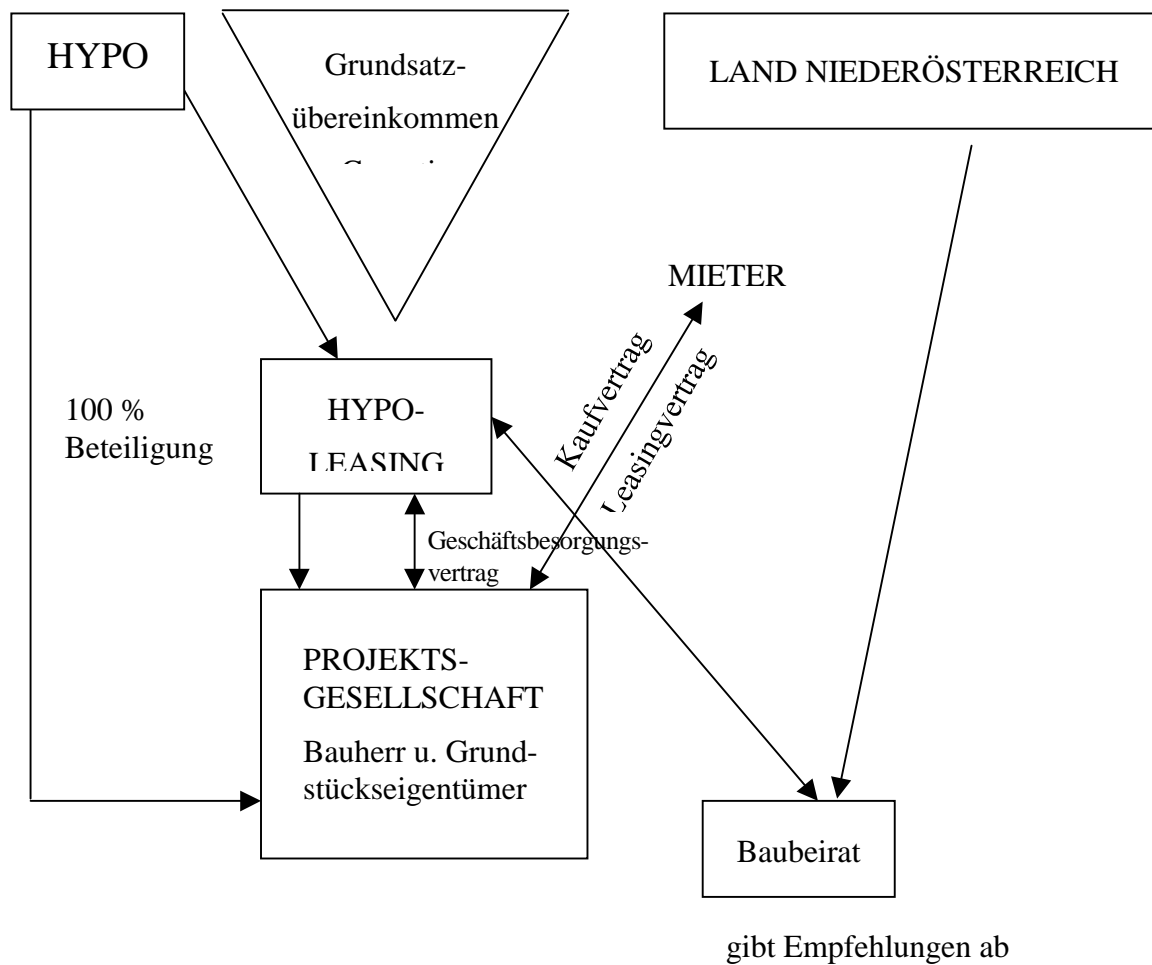 HYPO
Grundsatz-
übereinkommen
LAND NIEDERÖSTERREICH
MIETER
Kaufvertrag
Leasingvertrag
100 %
Beteiligung
HYPO-
LEASING
Geschäftsbesorgungs-
vertrag
PROJEKTS-
GESELLSCHAFT
Bauherr u. Grund-
stückseigentümer
Baubeirat
gibt Empfehlungen ab